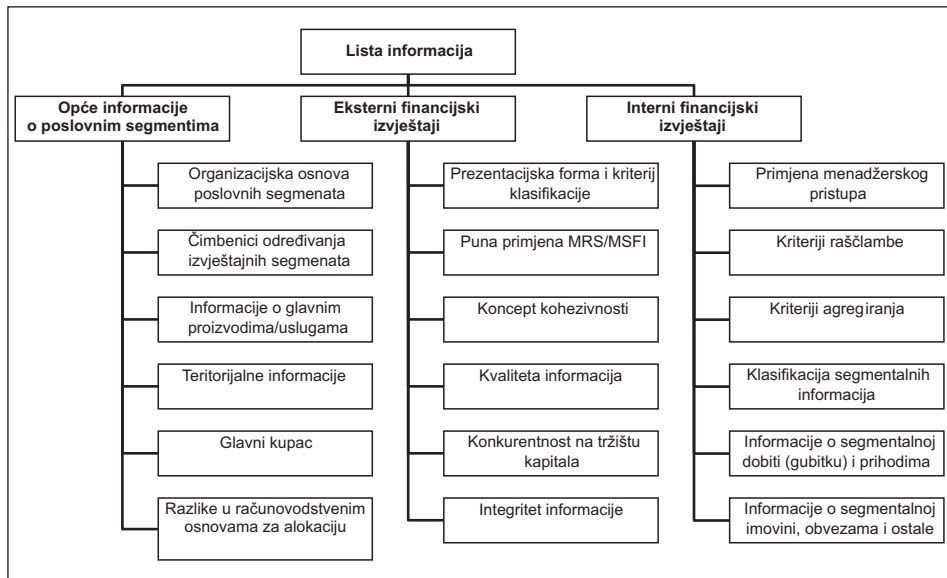 Lista informacija
Opće informacije
o poslovnim segmentima
Organizacijska osnova
poslovnih segmenata
Čimbenici određivanja
izvještajnih segmenata
Informacije o glavnim
proizvodima/uslugama
Teritorijalne informacije
Glavni kupac
Razlike u računovodstvenim
osnovama za alokaciju
Eksterni financijski
izvještaji
Prezentacijska forma i kriterij
klasifikacije
Puna primjena MRS/MSFI
Koncept kohezivnosti
Kvaliteta informacija
Konkurentnost na tržištu
kapitala
Integritet informacije
Interni financijski
izvještaji
Primjena menadžerskog
pristupa
Kriteriji raščlambe
Kriteriji agregiranja
Klasifikacija segmentalnih
informacija
Informacije o segmentalnoj
dobiti (gubitku) i prihodima
Informacije o segmentalnoj
imovini, obvezama i ostale